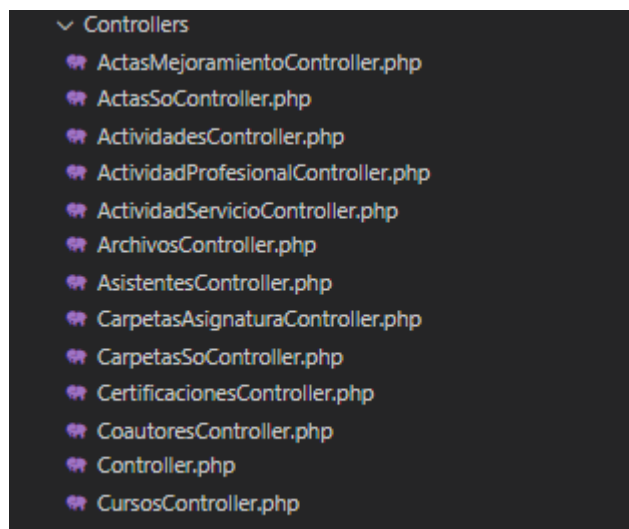 Controllers
ActasMejoramientoController.php
ActasSoController.php
ActividadesController.php
ActividadProfesionalController.php
ActividadServicioController.php
ArchivosController.php
AsistentesController.php
CarpetasAsignaturaController.php
CarpetasSoController.php
CertificacionesController.php
CoautoresController.php
Controller.php
CursosController.php